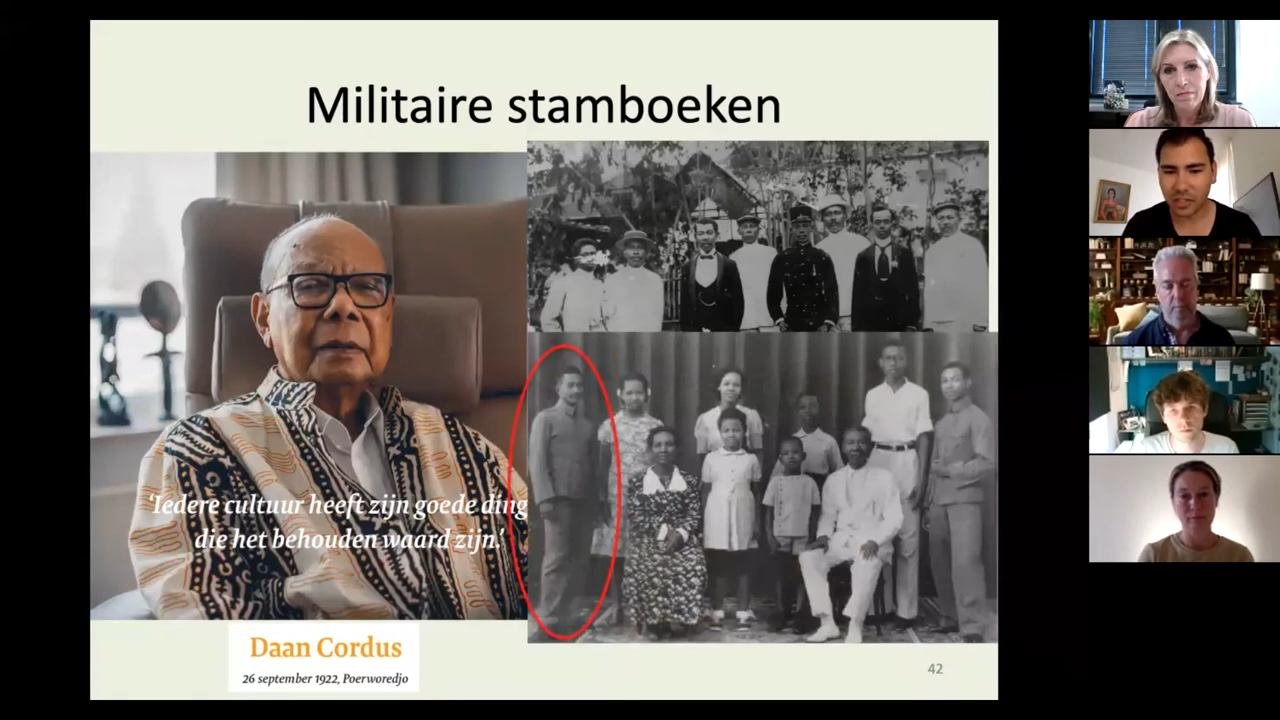 Militaire stamboeken
‘Iedere cultuur heeft zijn goede ding
die het behouden waard zijn.’
Daan Cordus
26 september 1922, Poerworedjo
42